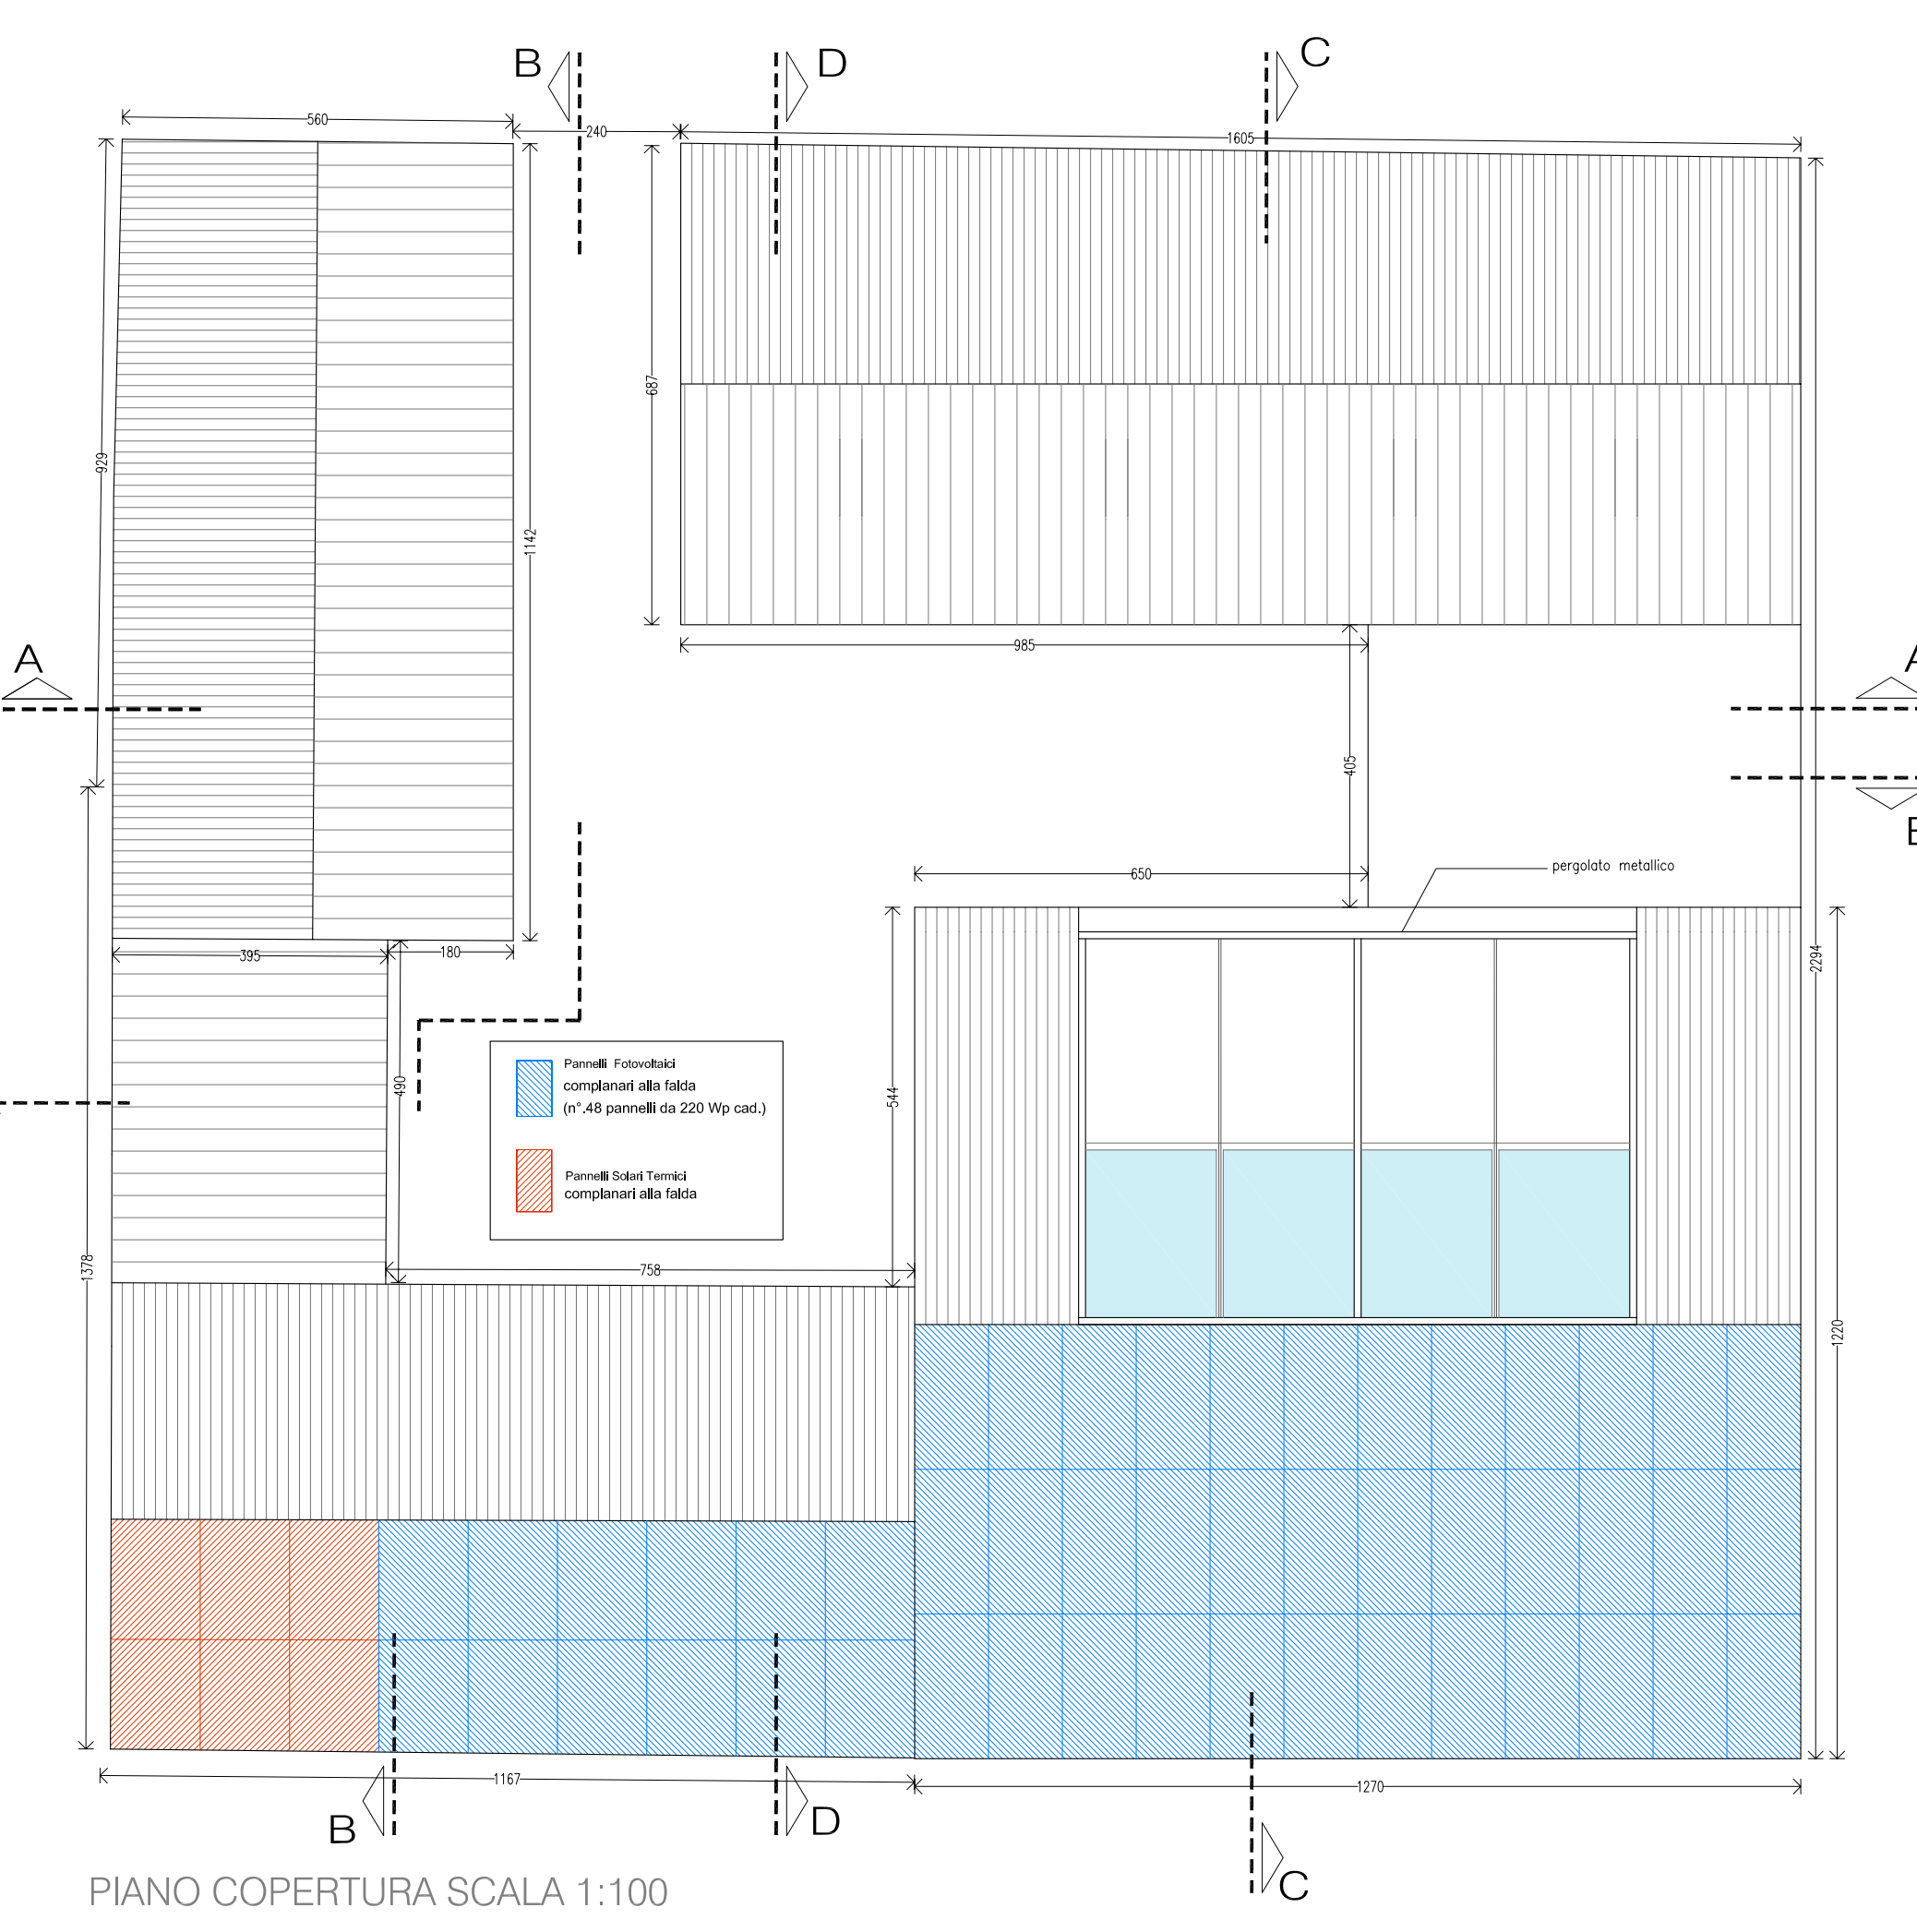 B
D
C
560
240
1605
687
929
1142
985
A
A
405
650
pergolato metallico
395
180
2294
Pannelli Fotovoltaici
complanari alla falda
(n°.48 pannelli da 220 Wp cad.)
490
544
Pannelli Solari Termici
complanari alla falda
758
1378
1220
1167
1270
B
D
C
PIANO COPERTURA SCALA 1:100